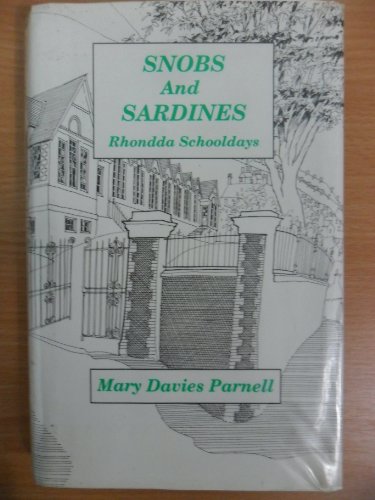 SNOBS
And
SARDINES
Rhondda Schooldays
Mary Davies Parnell